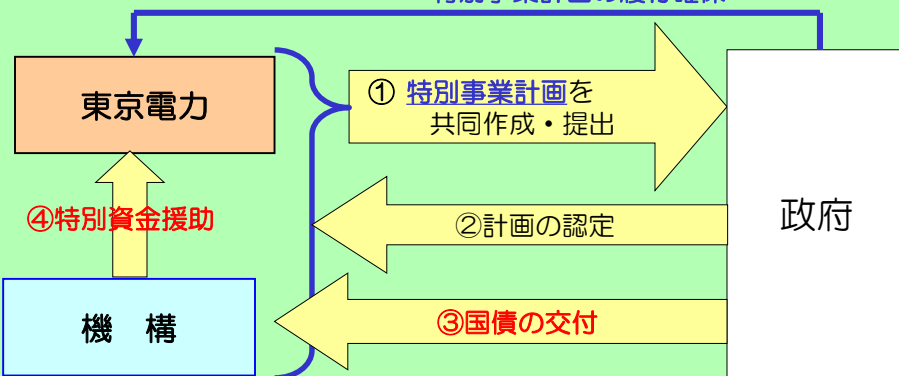 東京電力
① 特別事業計画を
共同作成・提出
④特別資金援助
②計画の認定
政府
機　構
③国債の交付